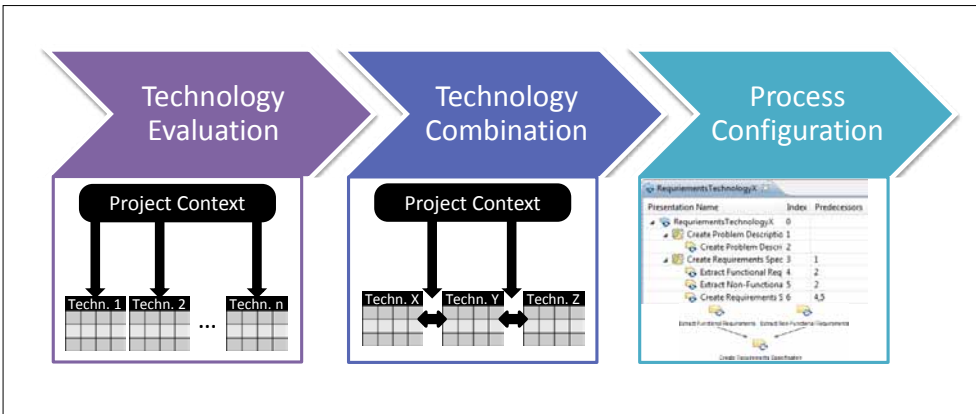 Technology
Evaluation
Technology
Combination
Process
Configuration
Project Context
Techn. 1 Techn. 2 ... Techn. n
Project Context
Techn. X Techn. Y Techn. Z
RequriementsTechnologyX
Presentation Name Index Predecessors
RequriementsTechnologyX 0
Create Problem Descriptio 1
Create Problem Descri 2
Create Requirements Spec 3 1
Extract Functional Req 4 2
Extract Non-Functiona 5 2
Create Requirements S 6 4,5
Extract Functional Requirements Extract Non-Functional Requirements
Create Requirements Specification